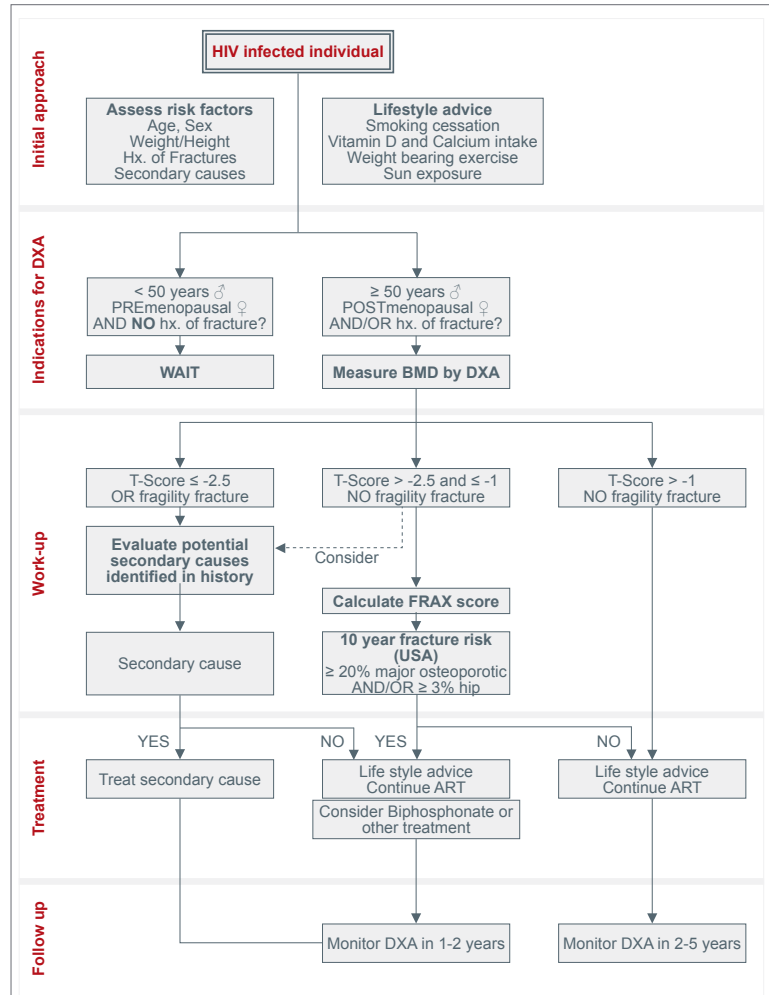 Initial approach
HIV infected individual
Assess risk factors
Age, Sex
Weight/Height
Hx. of Fractures
Secondary causes
Lifestyle advice
Smoking cessation
Vitamin D and Calcium intake
Weight bearing exercise
Sun exposure
Indications for DXA
< 50 years ♂
PREmenopausal ♀
AND NO hx. of fracture?
≥ 50 years ♂
POSTmenopausal ♀
AND/OR hx. of fracture?
WAIT
Measure BMD by DXA
Work-up
T-Score ≤ -2.5
OR fragility fracture
T-Score > -2.5 and ≤ -1
NO fragility fracture
T-Score > -1
NO fragility fracture
Evaluate potential
secondary causes
identified in history
Consider
Calculate FRAX score
Secondary cause
10 year fracture risk
(USA)
≥ 20% major osteoporotic
AND/OR ≥ 3% hip
Treatment
YES
NO
YES
NO
Treat secondary cause
Life style advice
Continue ART
Consider Biphosphonate or
other treatment
Life style advice
Continue ART
Follow up
Monitor DXA in 1-2 years
Monitor DXA in 2-5 years